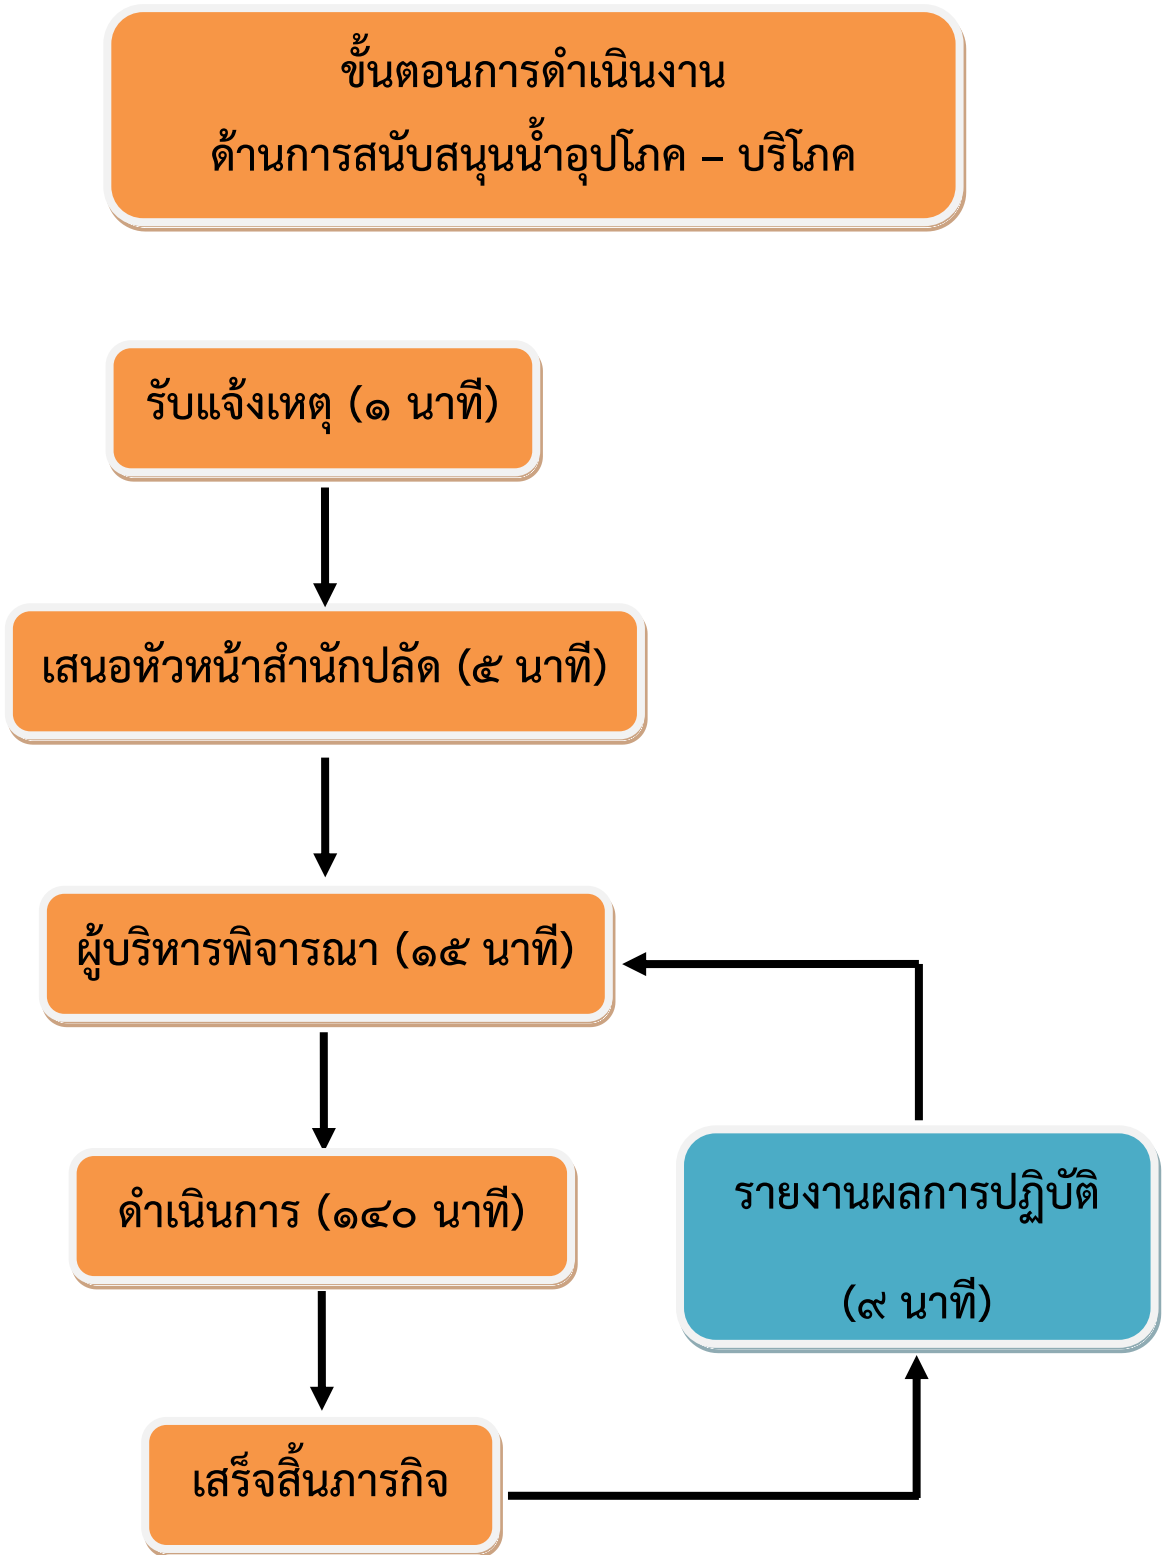 ขั้นตอนการดำเนินงาน
ด้านการสนับสนุนน้ำอุปโภค – บริโภค
รับแจ้งเหตุ (๑ นาที)
เสนอหัวหน้าสำนักปลัด (๕ นาที)
ผู้บริหารพิจารณา (๑๕ นาที)
ดำเนินการ (๑๔๐ นาที)
รายงานผลการปฏิบัติ
(๙ นาที)
เสร็จสิ้นภารกิจ